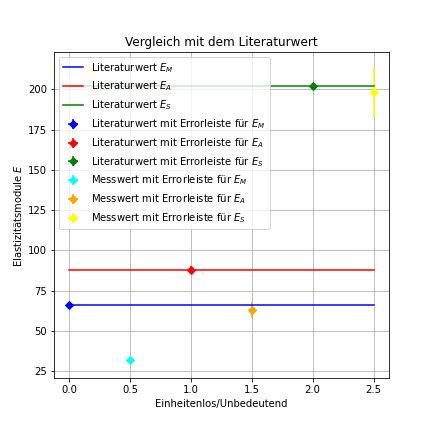 Vergleich mit dem Literaturwert
Literaturwert E_M
Literaturwert E_A
Literaturwert E_S
Literaturwert mit Errorleiste für E_M
Literaturwert mit Errorleiste für E_A
Literaturwert mit Errorleiste für E_S
Messwert mit Errorleiste für E_M
Messwert mit Errorleiste für E_A
Messwert mit Errorleiste für E_S
Elastizitätsmodule E
200
175
150
125
100
75
50
25
0.0 0.5 1.0 1.5 2.0 2.5
Einheitenlos/Unbedeutend